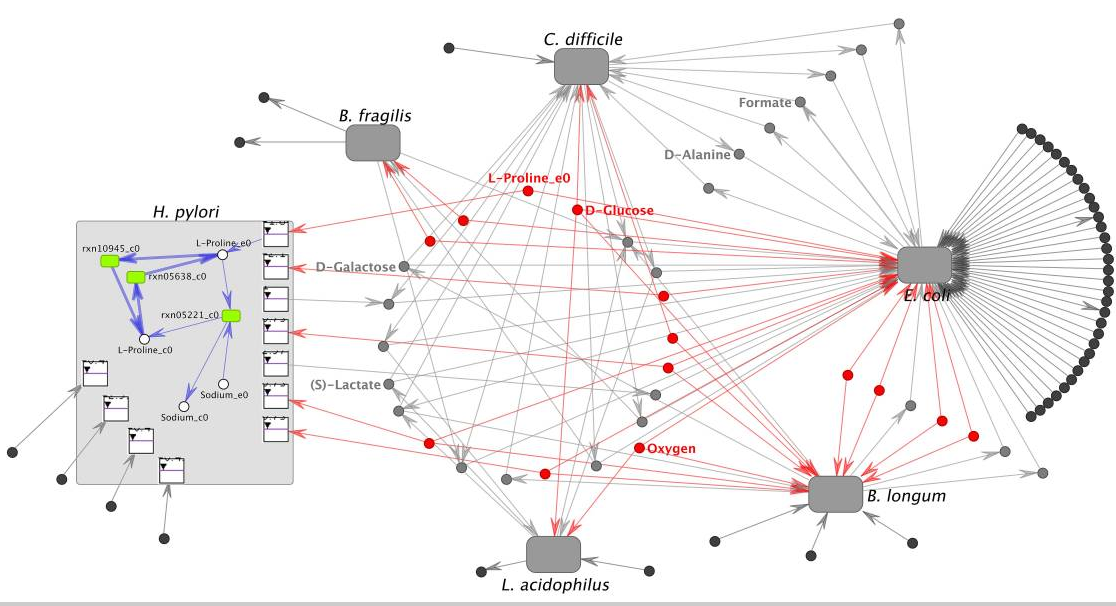 C. difficile
Formate
B. fragilis
D-Alanine
L-Proline_e0
H. pylori
D-Glucose
rxn10945_c0
L-Proline_e0
rxn05638_c0
D-Galactose
E. coli
rxn05221_c0
L-Proline_c0
(S)-Lactate
Sodium_e0
Sodium_c0
Oxygen
B. longum
L. acidophilus